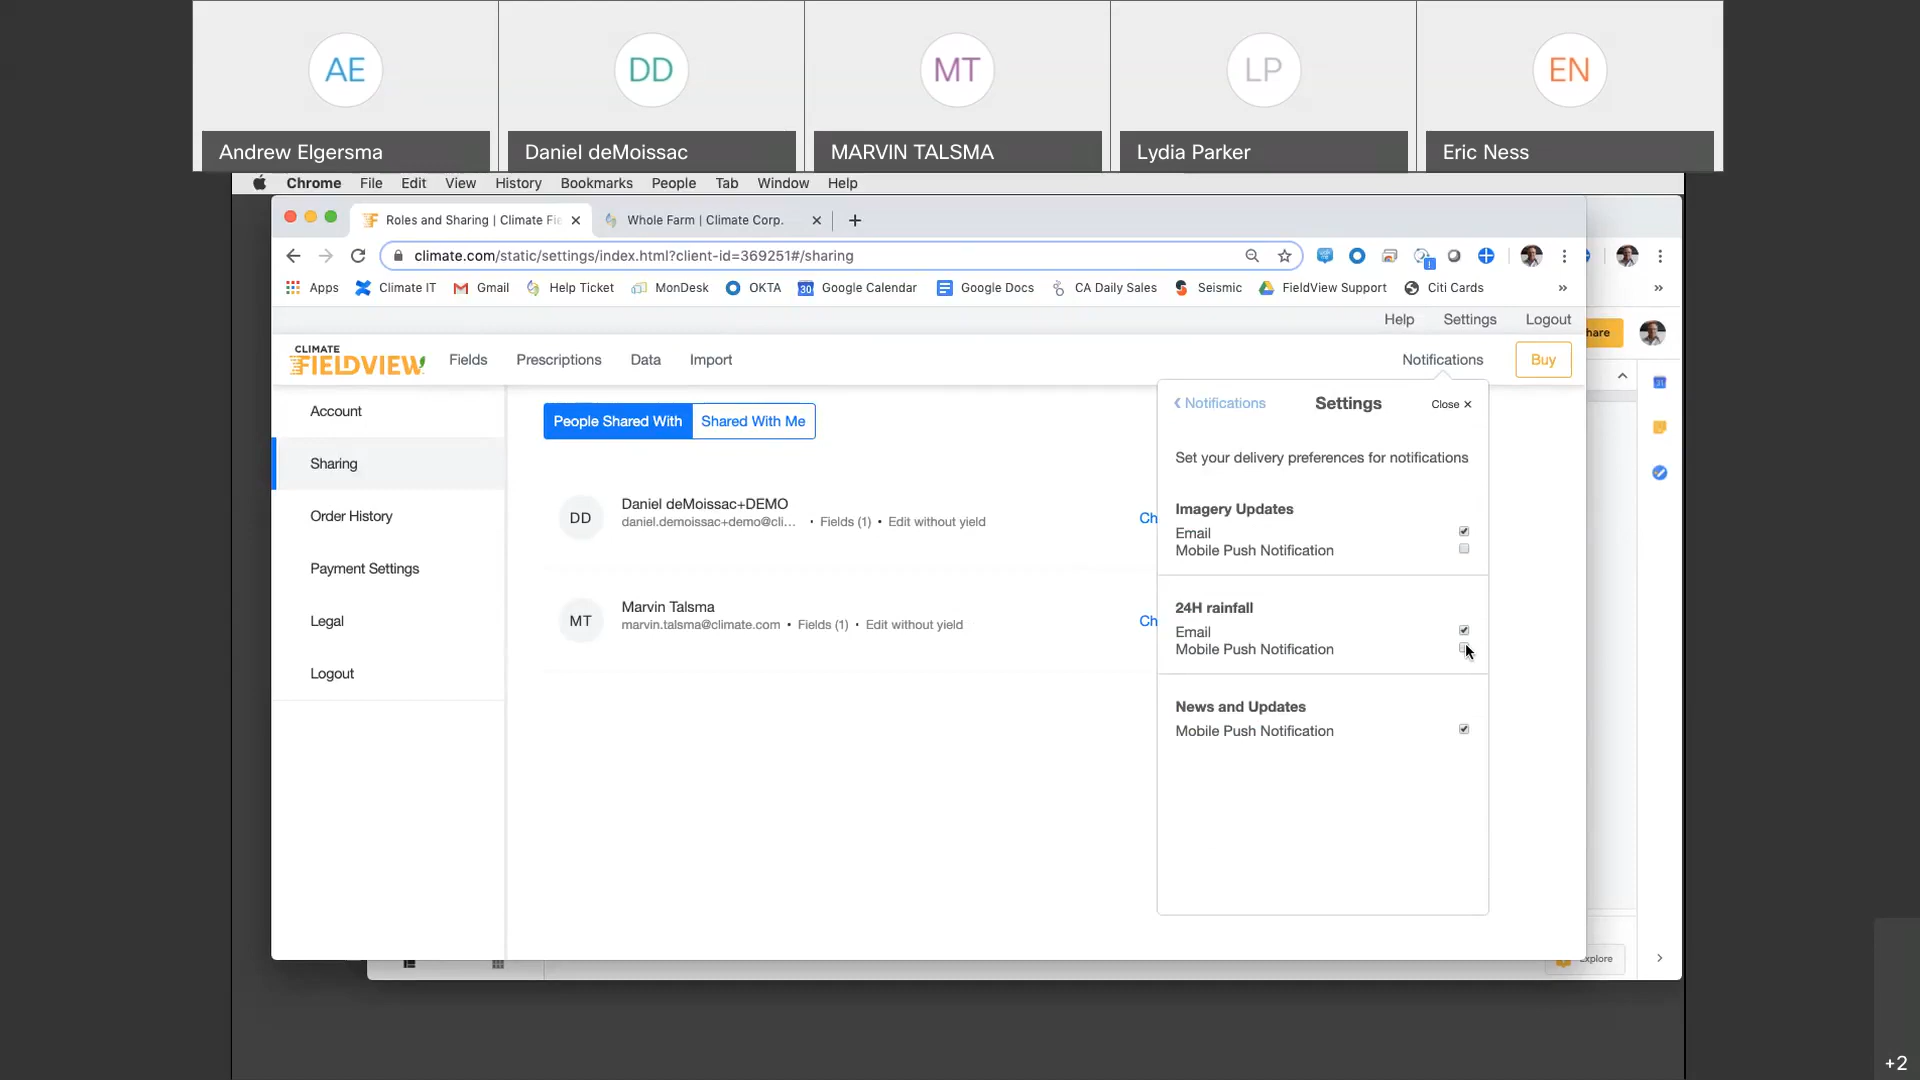 AE
DD
MT
LP
EN
Andrew Elgersma
Daniel deMoissac
MARVIN TALSMA
Lydia Parker
Eric Ness
Chrome File Edit View History Bookmarks People Tab Window Help
Roles and Sharing | Climate Fie
Whole Farm | Climate Corp.
climate.com/static/settings/index.html?client-id=369251#/sharing
Apps Climate IT Gmail Help Ticket MonDesk OKTA 30 Google Calendar Google Docs CA Daily Sales Seismic FieldView Support Citi Cards » »
Help Settings Logout
hare
CLIMATE
FIELDVIEW
Fields Prescriptions Data Import Notifications Buy
31
Account
Sharing
Order History
Payment Settings
Legal
Logout
People Shared With Shared With Me
DD
Daniel deMoissac+DEMO
daniel.demoissac+demo@cli... • Fields (1) • Edit without yield
Ch
MT
Marvin Talsma
marvin.talsma@climate.com • Fields (1) • Edit without yield
Ch
Notifications Settings Close ×
Set your delivery preferences for notifications
Imagery Updates
Email
Mobile Push Notification
24H rainfall
Email
Mobile Push Notification
News and Updates
Mobile Push Notification
xplore
+2